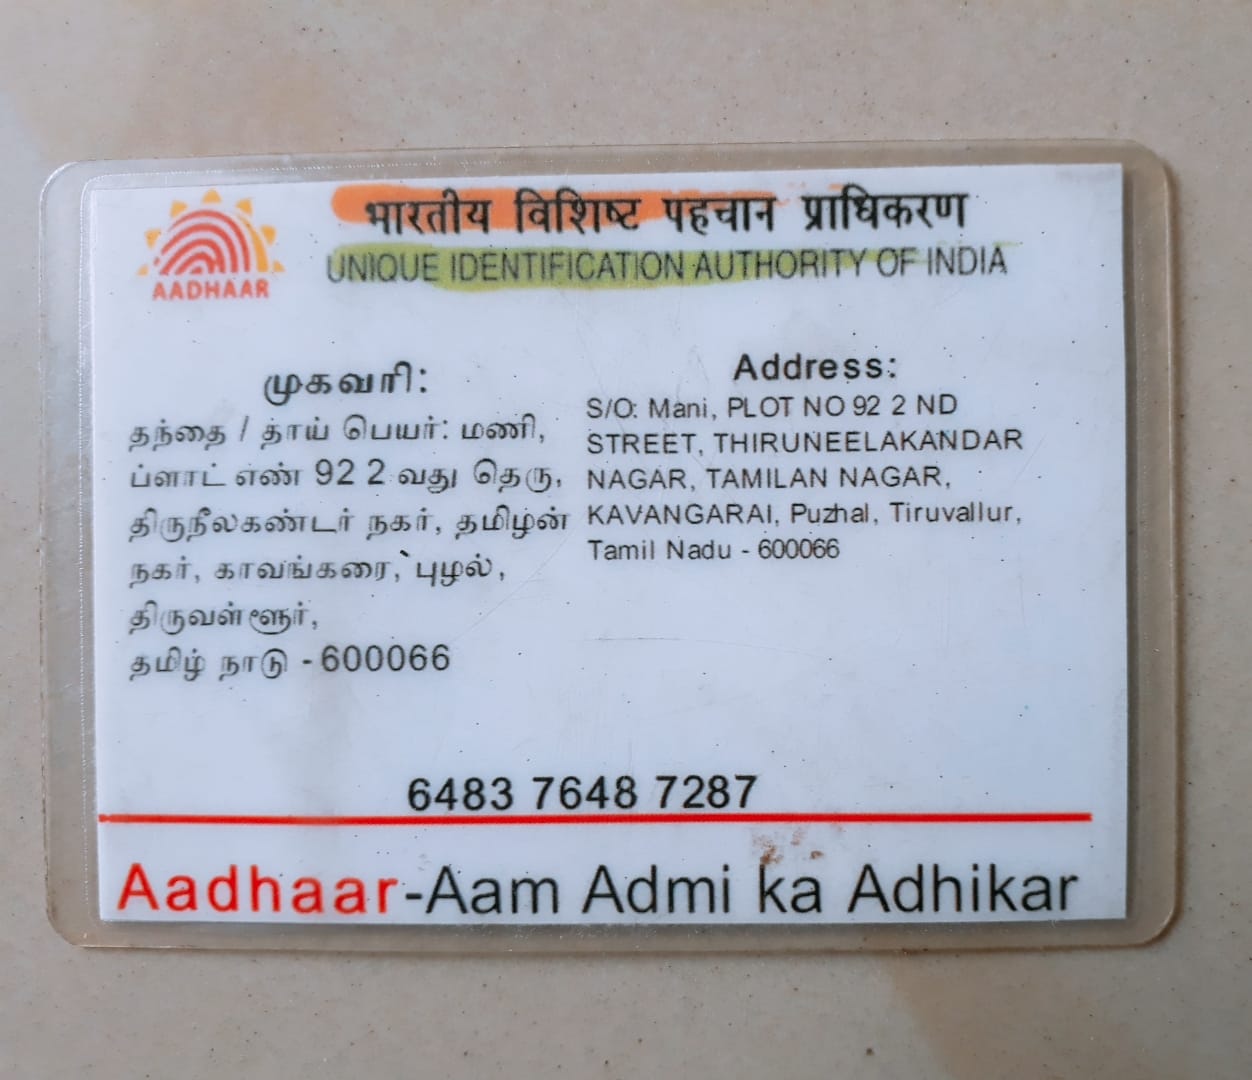 AADHAAR
भारतीय विशिष्ट पहचान प्राधिकरण
UNIQUE IDENTIFICATION AUTHORITY OF INDIA
முகவரி:
தந்தை / தாய் பெயர்: மணி,
ப்ளாட் எண் 92 2 வது தெரு,
திருநீலகண்டர் நகர், தமிழன்
நகர், காவங்கரை, புழல்,
திருவள்ளூர்,
தமிழ் நாடு - 600066
Address:
S/O: Mani, PLOT NO 92 2 ND
STREET, THIRUNEELAKANDAR
NAGAR, TAMILAN NAGAR,
KAVANGARAI, Puzhal, Tiruvallur,
Tamil Nadu - 600066
6483 7648 7287
Aadhaar-Aam Admi ka Adhikar